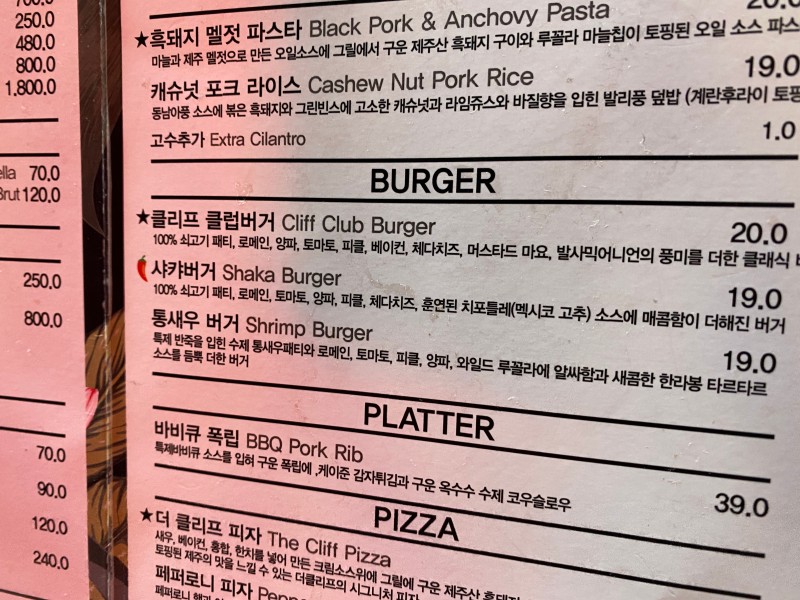 250.0
480.0
800.0
1,800.0
70.0
Brut 120.0
250.0
800.0
70.0
90.0
120.0
240.0
★흑돼지 멜젓 파스타 Black Pork & Anchovy Pasta
마늘과 제주 멜젓으로 만든 오일소스에 그릴에서 구운 제주산 흑돼지 구이와 루꼴라 마늘칩이 토핑된 오일 소스
캐슈넛 포크 라이스 Cashew Nut Pork Rice 19.0
동남아풍 소스에 볶은 흑돼지와 그린빈스에 고소한 캐슈넛과 라임쥬스와 바질향을 입힌 발리풍 덮밥 (계란후라이
고수추가 Extra Cilantro 1.0
BURGER
★클리프 클럽버거 Cliff Club Burger 20.0
100% 쇠고기 패티, 로메인, 양파, 토마토, 피클, 베이컨, 체다치즈, 머스타드 마요, 발사믹어니언의 풍미를 더한 클래식
샤캬버거 Shaka Burger 19.0
100% 쇠고기 패티, 로메인, 토마토, 양파, 피클, 체다치즈, 훈연된 치포틀레(멕시코 고추) 소스에 매콤함이 더해진 버거
통새우 버거 Shrimp Burger 19.0
특제 반죽을 입힌 수제 통새우패티와 로메인, 토마토, 피클, 양파, 와일드 루꼴라에 알싸함과 새콤한 한라봉 타르타르
소스를 듬뿍 더한 버거
PLATTER
바비큐 폭립 BBQ Pork Rib 39.0
특제바비큐 소스를 입혀 구운 폭립에 ,케이준 감자튀김과 구운 옥수수 수제 코우슬로우
PIZZA
★더 클리프 피자 The Cliff Pizza
새우, 베이컨, 홍합, 한치를 넣어 만든 크림소스위에 그릴에 구운 제주산
토핑된 제주의 맛을 느낄 수 있는 더클리프의 시그니처 피자
페퍼로니 피자